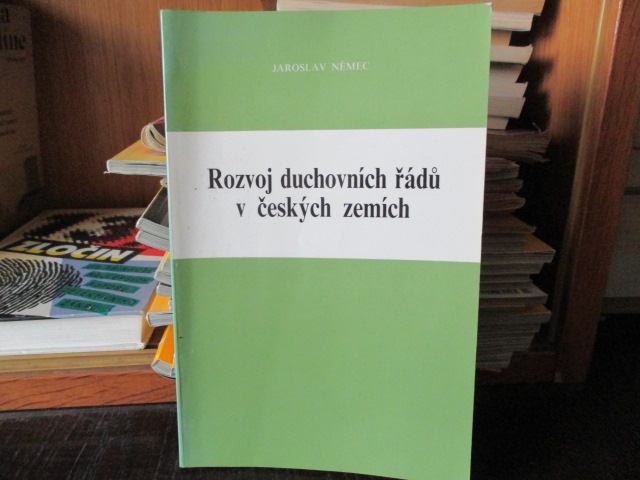 JAROSLAV NĚMEC
Rozvoj duchovních řádů
v českých zemích
ZLOČIN